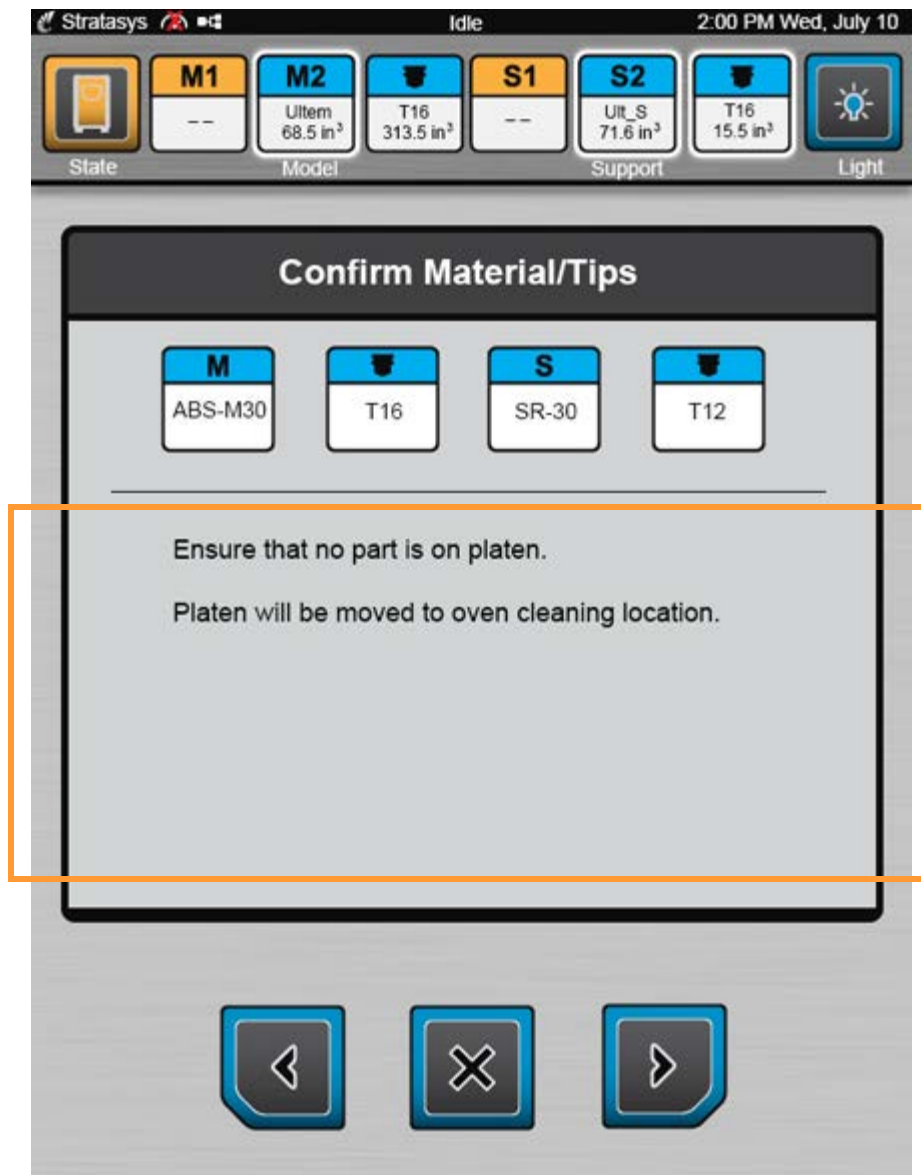 Stratasys Idle 2:00 PM Wed, July 10
M1 M2 S1 S2
-- Ultem T16 -- Ult_S T16
68.5 in³ 313.5 in³ 71.6 in³ 15.5 in³
State Model Support Light
Confirm Material/Tips
M S
ABS-M30 T16 SR-30 T12
Ensure that no part is on platen.
Platen will be moved to oven cleaning location.